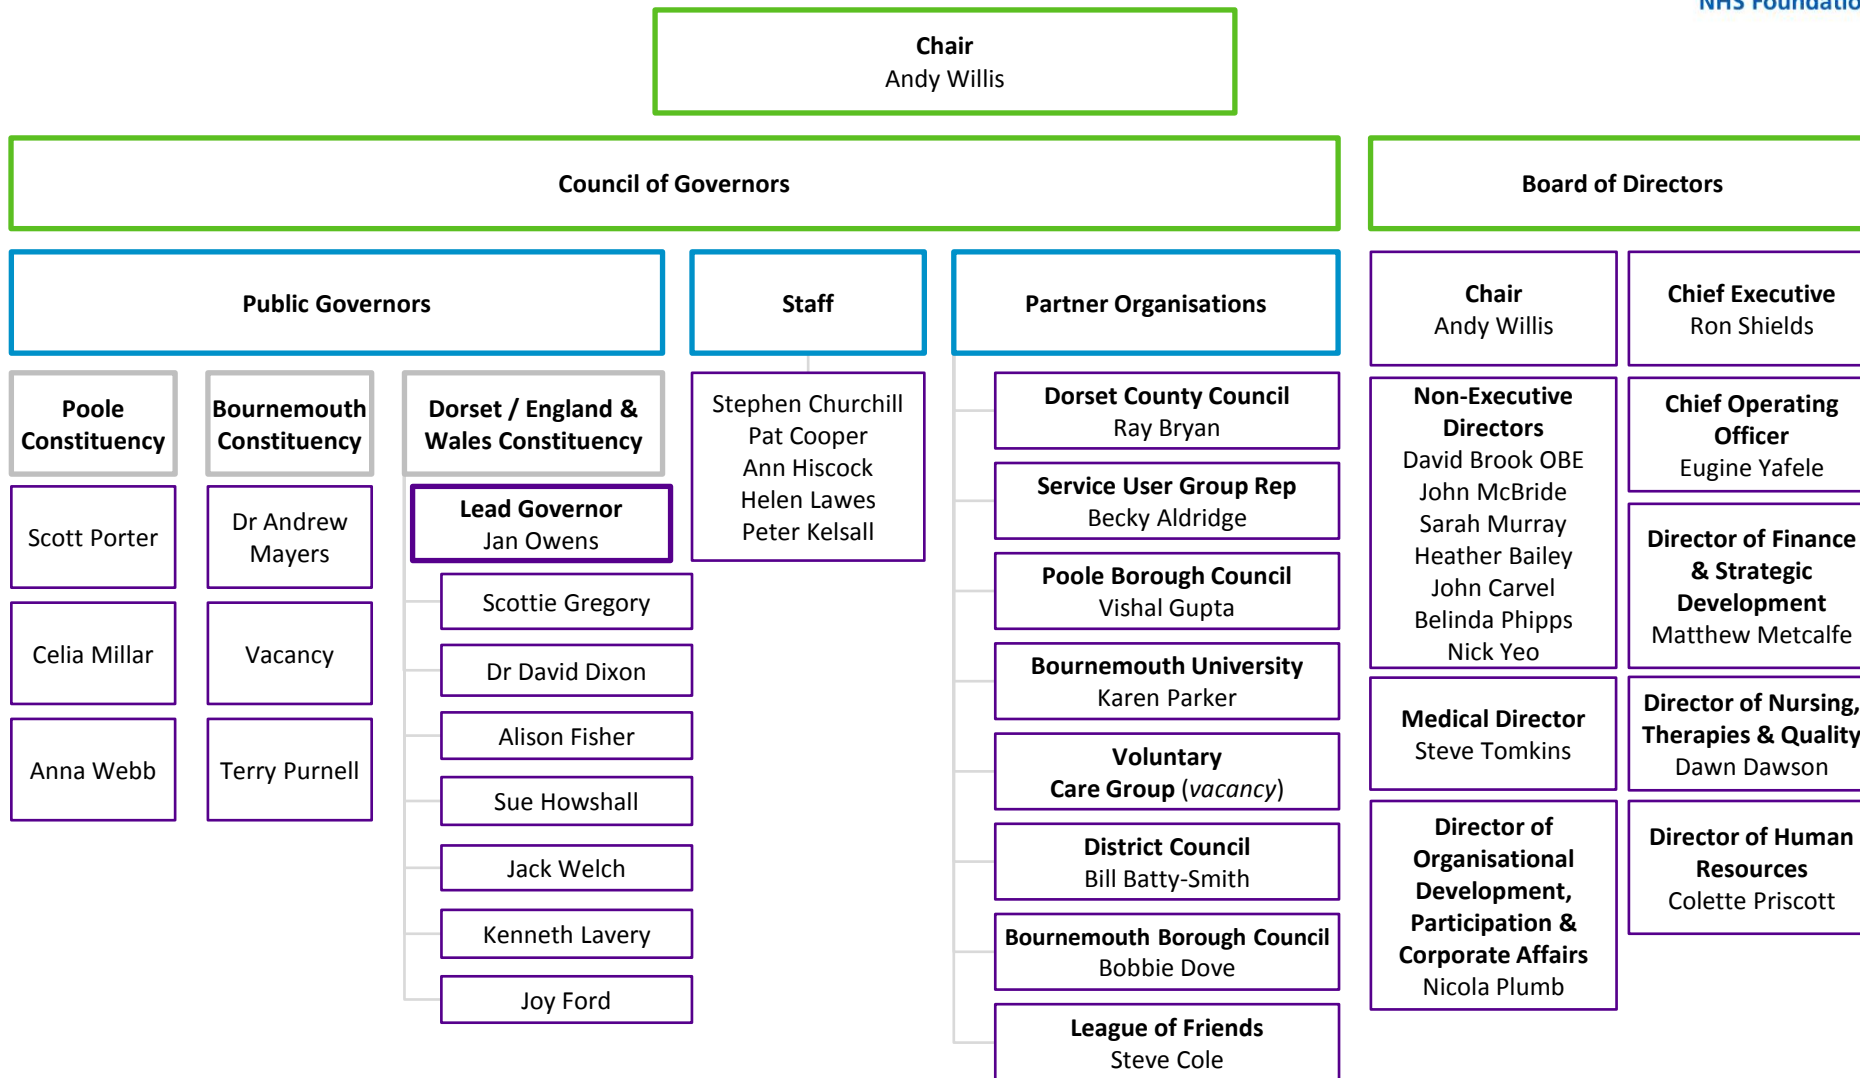 NHS Foundatio
Chair
Andy Willis
Council of Governors
Board of Directors
Public Governors
Staff
Partner Organisations
Chair
Andy Willis
Chief Executive
Ron Shields
Poole
Constituency
Scott Porter
Celia Millar
Anna Webb
Bournemouth
Constituency
Dr Andrew
Mayers
Vacancy
Terry Purnell
Dorset / England &
Wales Constituency
Lead Governor
Jan Owens
Scottie Gregory
Dr David Dixon
Alison Fisher
Sue Howshall
Jack Welch
Kenneth Lavery
Joy Ford
Stephen Churchill
Pat Cooper
Ann Hiscock
Helen Lawes
Peter Kelsall
Dorset County Council
Ray Bryan
Service User Group Rep
Becky Aldridge
Poole Borough Council
Vishal Gupta
Bournemouth University
Karen Parker
Voluntary
Care Group (vacancy)
District Council
Bill Batty-Smith
Bournemouth Borough Council
Bobbie Dove
League of Friends
Steve Cole
Non-Executive
Directors
David Brook OBE
John McBride
Sarah Murray
Heather Bailey
John Carvel
Belinda Phipps
Nick Yeo
Medical Director
Steve Tomkins
Director of
Organisational
Development,
Participation &
Corporate Affairs
Nicola Plumb
Chief Operating
Officer
Eugine Yafele
Director of Finance
& Strategic
Development
Matthew Metcalfe
Director of Nursing,
Therapies & Quality
Dawn Dawson
Director of Human
Resources
Colette Priscott